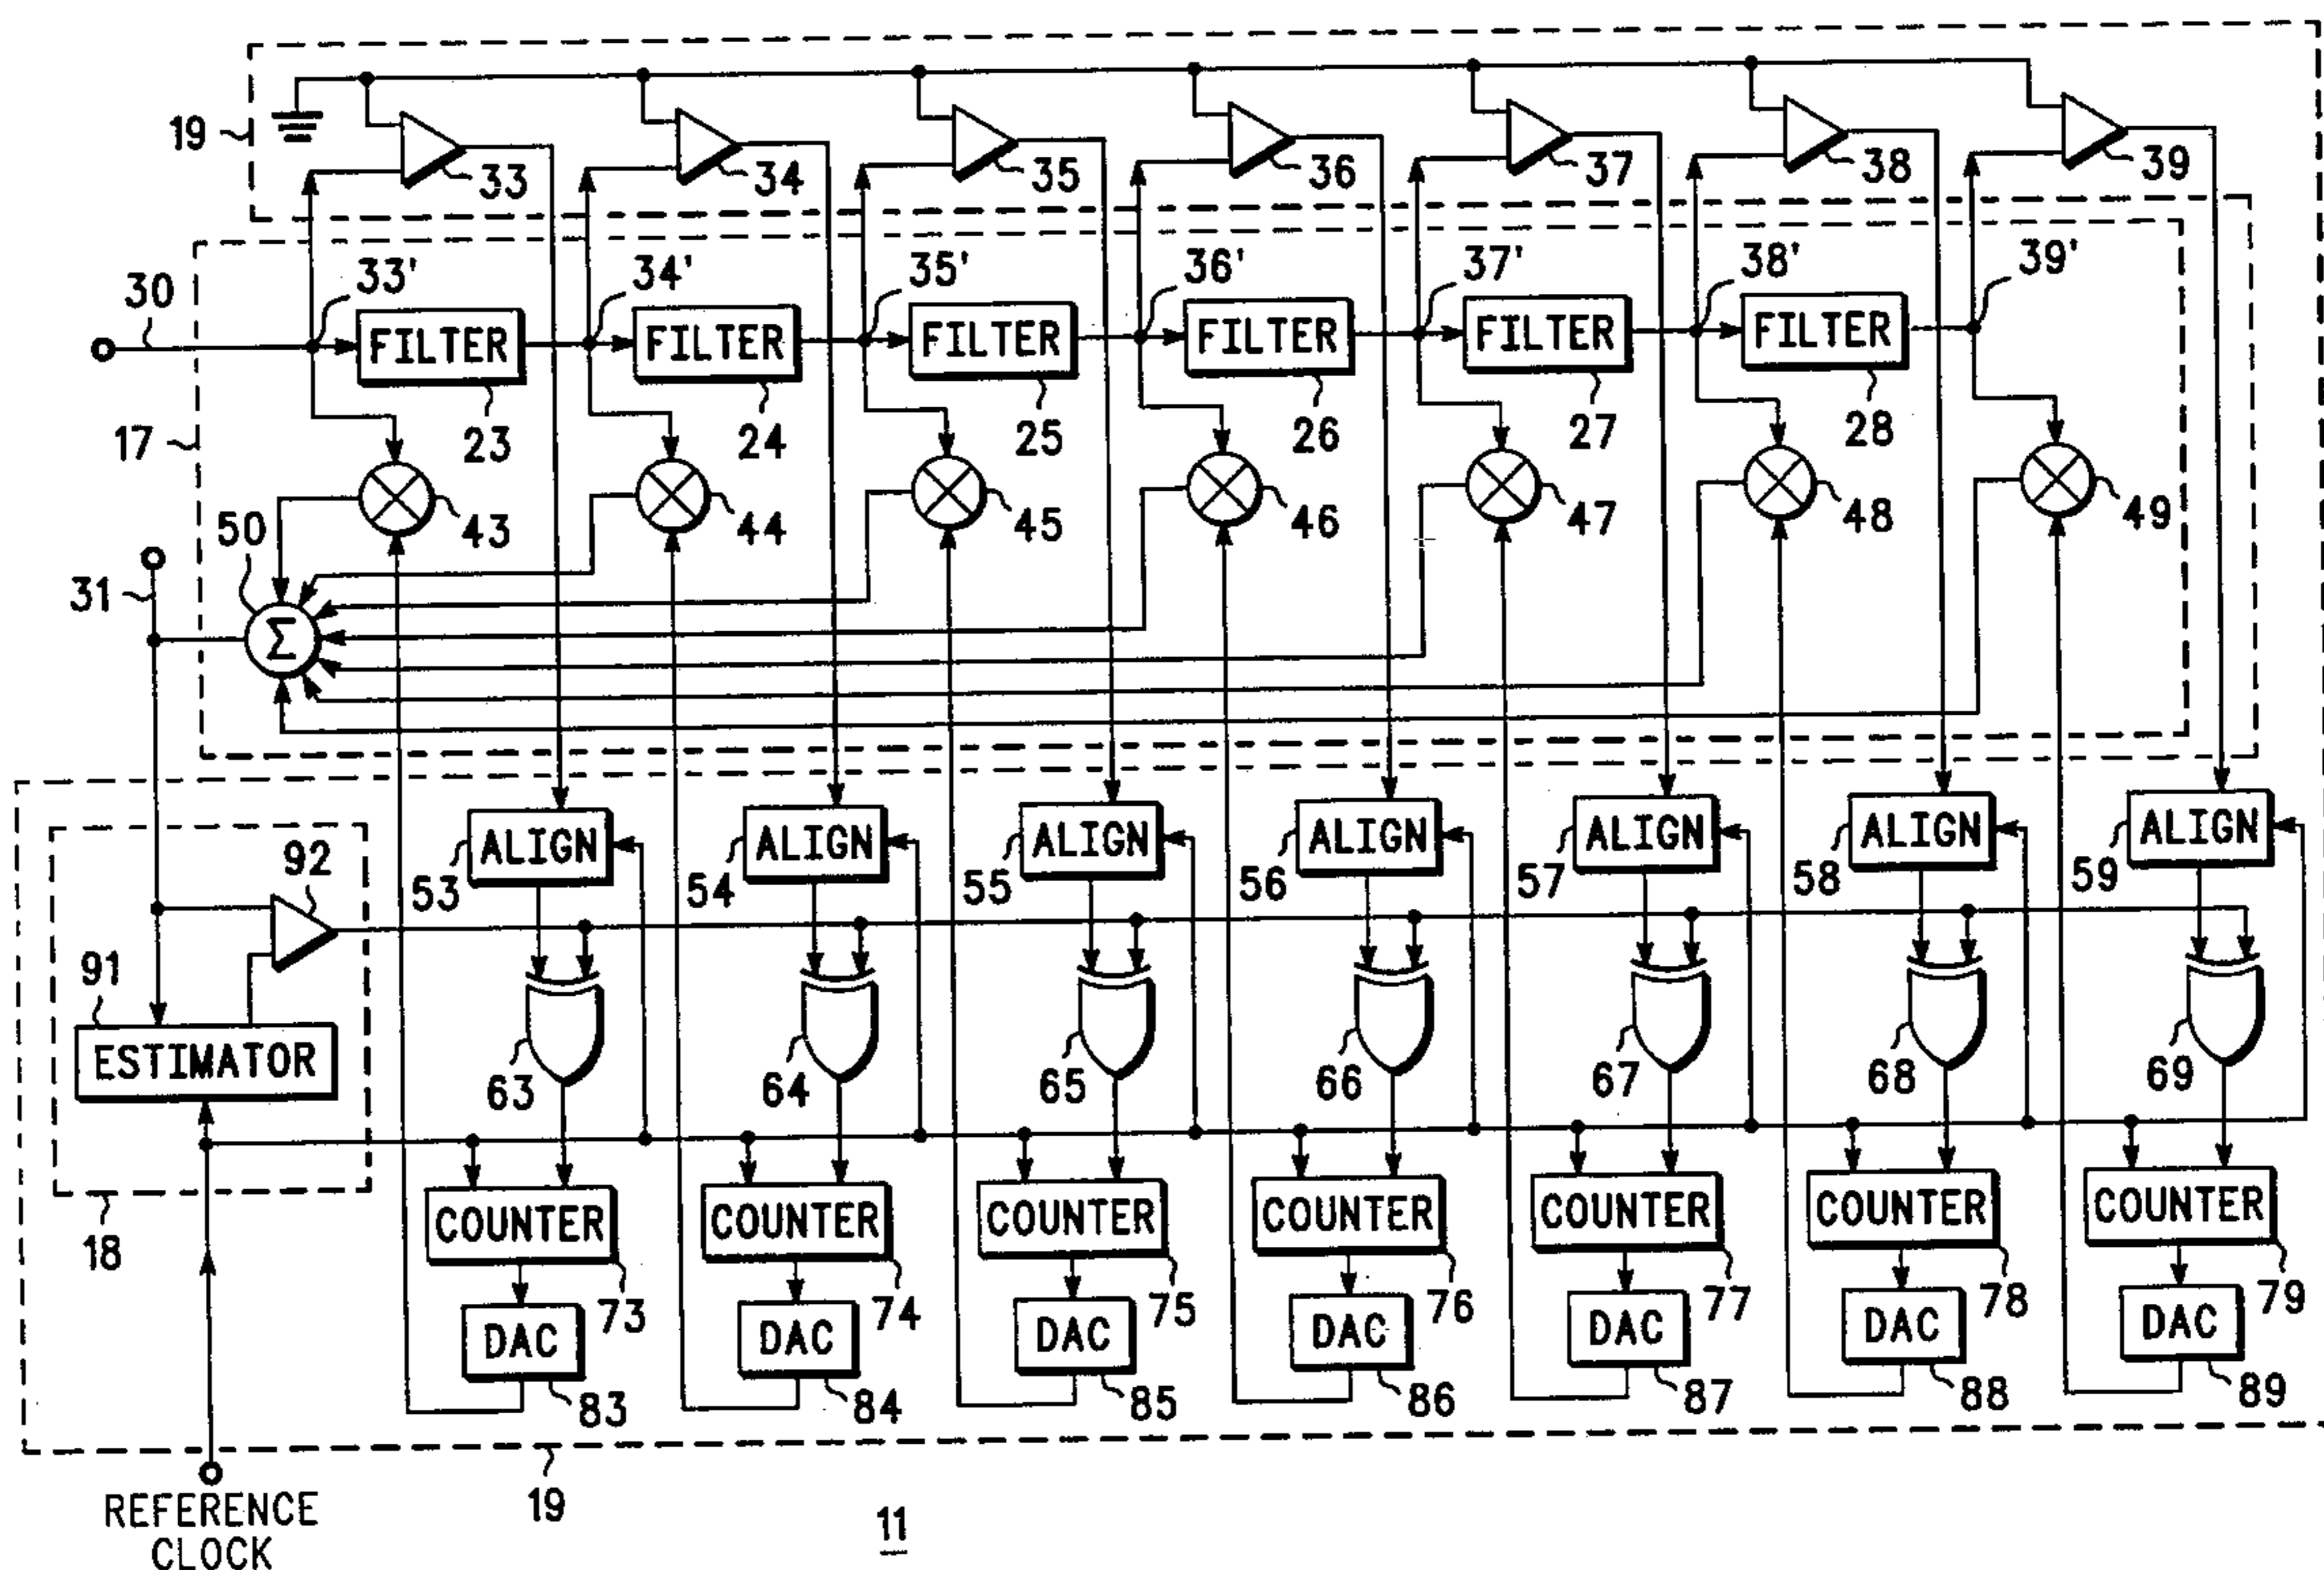 19
33
34
35
36
37
38
39
30
33'
34'
35'
36'
37'
38'
39'
FILTER
FILTER
FILTER
FILTER
FILTER
FILTER
17
23
24
25
26
27
28
50
43
44
45
46
47
48
49
31
Σ
92
ALIGN
ALIGN
ALIGN
ALIGN
ALIGN
ALIGN
ALIGN
53
54
55
56
57
58
59
91
ESTIMATOR
63
64
65
66
67
68
69
18
COUNTER
COUNTER
COUNTER
COUNTER
COUNTER
COUNTER
COUNTER
73
74
75
76
77
78
79
DAC
DAC
DAC
DAC
DAC
DAC
DAC
83
84
85
86
87
88
89
REFERENCE
CLOCK
19
11